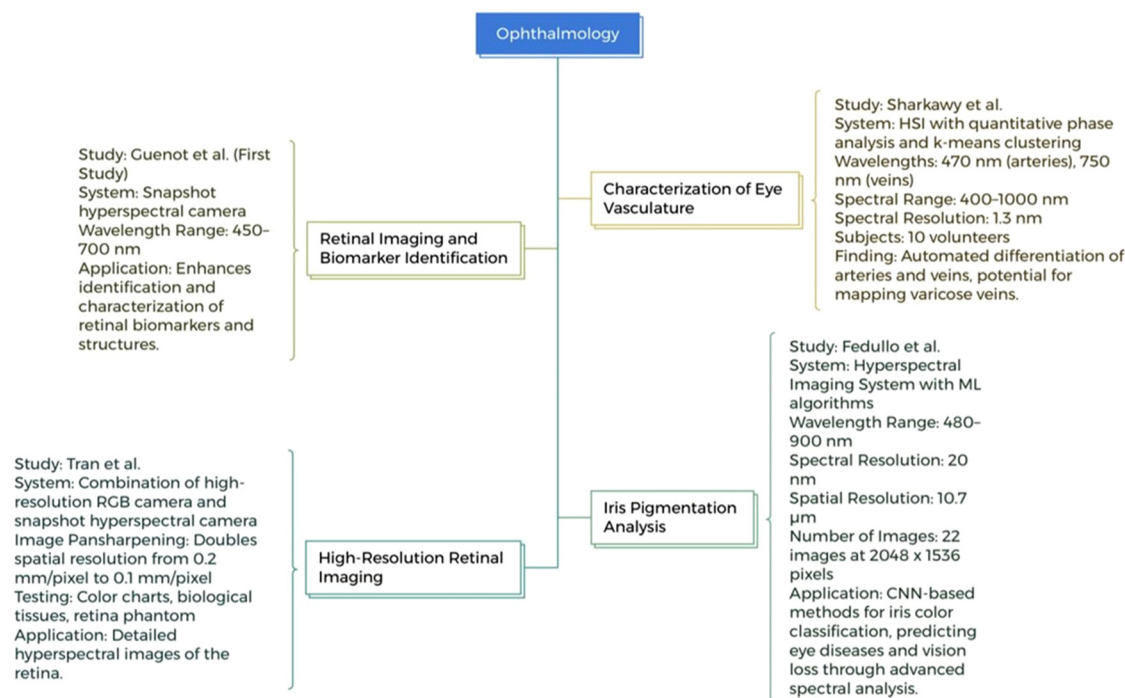 Ophthalmology
Study: Guenot et al. (First
Study)
System: Snapshot
hyperspectral camera
Wavelength Range: 450–
700 nm
Application: Enhances
identification and
characterization of
retinal biomarkers and
structures.
Retinal Imaging and
Biomarker Identification
Characterization of Eye
Vasculature
Study: Sharkawy et al.
System: HSI with quantitative phase
analysis and k-means clustering
Wavelengths: 470 nm (arteries), 750
nm (veins)
Spectral Range: 400–1000 nm
Spectral Resolution: 1.3 nm
Subjects: 10 volunteers
Finding: Automated differentiation of
arteries and veins, potential for
mapping varicose veins.
Study: Tran et al.
System: Combination of high-
resolution RGB camera and
snapshot hyperspectral camera
Image Pansharpening: Doubles
spatial resolution from 0.2
mm/pixel to 0.1 mm/pixel
Testing: Color charts, biological
tissues, retina phantom
Application: Detailed
hyperspectral images of the
retina.
High-Resolution Retinal
Imaging
Iris Pigmentation
Analysis
Study: Fedullo et al.
System: Hyperspectral
Imaging System with ML
algorithms
Wavelength Range: 480–
900 nm
Spectral Resolution: 20
nm
Spatial Resolution: 10.7
µm
Number of Images: 22
images at 2048 x 1536
pixels
Application: CNN-based
methods for iris color
classification, predicting
eye diseases and vision
loss through advanced
spectral analysis.